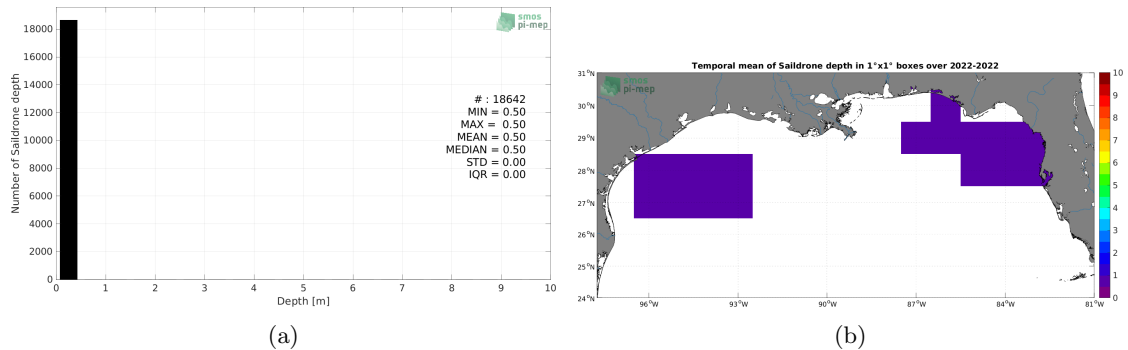 smos
pi-mep
18000
16000
14000
12000
10000
8000
6000
4000
2000
0
Number of Saildrone depth
# : 18642
MIN = 0.50
MAX = 0.50
MEAN = 0.50
MEDIAN = 0.50
STD = 0.00
IQR = 0.00
0 1 2 3 4 5 6 7 8 9 10
Depth [m]
(a)
Temporal mean of Saildrone depth in 1°x1° boxes over 2022-2022
smos
pi-mep
31°N
30°N
29°N
28°N
27°N
26°N
25°N
24°N
96°W 93°W 90°W 87°W 84°W 81°W
10
9
8
7
6
5
4
3
2
1
0
(b)